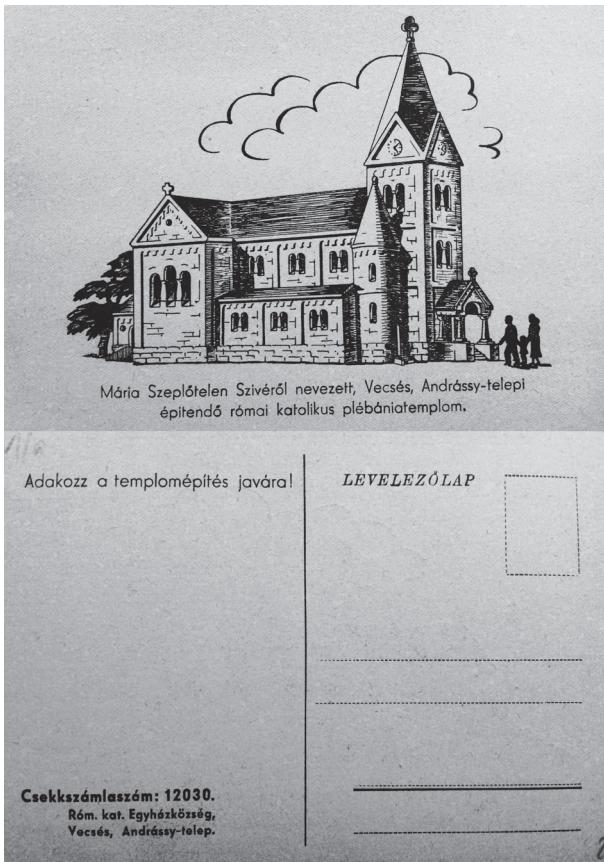 Mária Szeplőtelen Szivéről nevezett, Vecsés, Andrássy-telepi
épitendő római katolikus plébániatemplom.
Adakozz a templomépítés javára!
LEVELEZŐLAP
Csekkszámlaszám: 12030.
Róm. kat. Egyházközség,
Vecsés, Andrássy-telep.